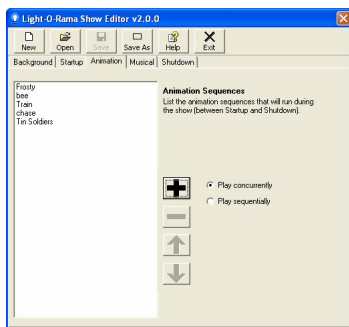 Light-O-Rama Show Editor v2.0.0
New Open Save Save As Help Exit
Background Startup Animation Musical Shutdown
Frosty
bee
Train
chase
Tin Soldiers
Animation Sequences
List the animation sequences that will run during
the show (between Startup and Shutdown).
Play concurrently
Play sequentially